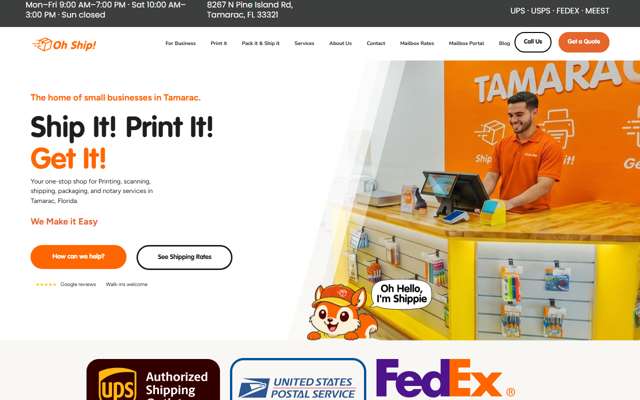 Mon–Fri 9:00 AM–7:00 PM · Sat 10:00 AM–
3:00 PM · Sun closed
8267 N Pine Island Rd,
Tamarac, FL 33321
UPS · USPS · FEDEX · MEEST
Oh Ship!
For Business
Print It
Pack it & Ship it
Services
About Us
Contact
Mailbox Rates
Mailbox Portal
Blog
Call Us
Get a Quote
The home of small businesses in Tamarac.
Ship It! Print It!
Get It!
Your one-stop shop for Printing, scanning,
shipping, packaging, and notary services in
Tamarac, Florida.
We Make it Easy
How can we help?
See Shipping Rates
Google reviews
Walk-ins welcome
TAMARAC
Ship
it!
Oh Hello,
I'm Shippie
ups
Authorized
Shipping
UNITED STATES
POSTAL SERVICE
FedEx®